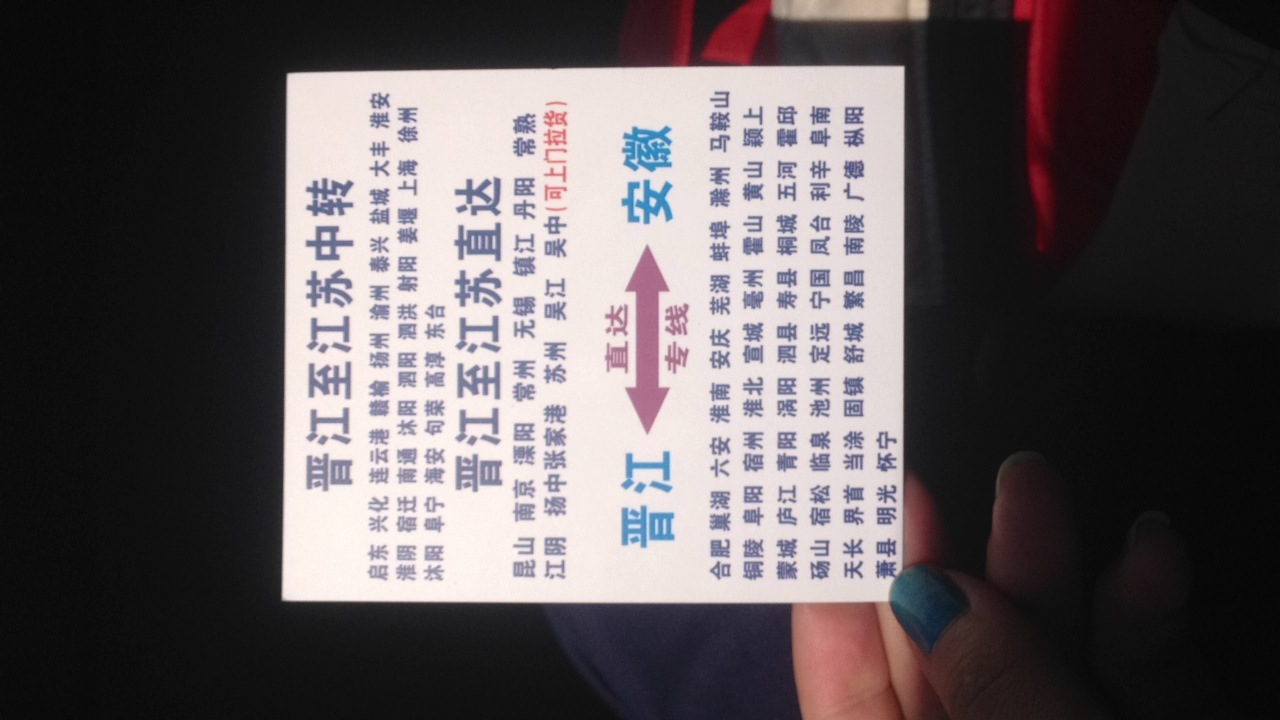 晋江至江苏中转
启东 兴化 连云港 赣榆 扬州 渝州 泰兴 盐城 大丰 淮安
淮阴 宿迁 南通 沐阳 泗阳 泗洪 射阳 姜堰 上海 徐州
沐阳 阜宁 海安 句荣 高淳 东台
晋江至江苏直达
昆山 南京 溧阳 常州 无锡 镇江 丹阳 常熟
江阴 扬中张家港 苏州 吴江 吴中(可上门拉货)
晋江 直达专线 安徽
合肥 巢湖 六安 淮南 安庆 芜湖 蚌埠 滁州 马鞍山
铜陵 阜阳 宿州 淮北 宣城 亳州 霍山 黄山 颖上
蒙城 庐江 青阳 涡阳 泗县 寿县 桐城 五河 霍邱
砀山 宿松 临泉 池州 定远 宁国 凤台 利辛 阜南
天长 界首 当涂 固镇 舒城 繁昌 南陵 广德 枞阳
萧县 明光 怀宁